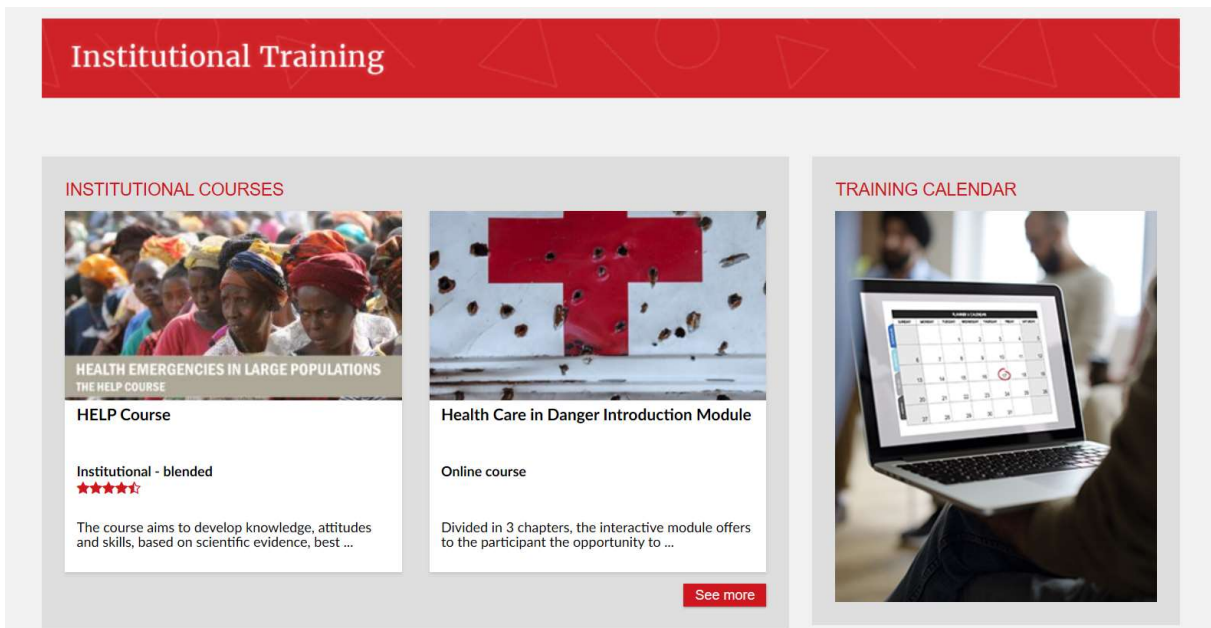 Institutional Training
INSTITUTIONAL COURSES
HEALTH EMERGENCIES IN LARGE POPULATIONS
THE HELP COURSE
HELP Course
Institutional - blended
The course aims to develop knowledge, attitudes
and skills, based on scientific evidence, best ...
Health Care in Danger Introduction Module
Online course
Divided in 3 chapters, the interactive module offers
to the participant the opportunity to ...
See more
TRAINING CALENDAR